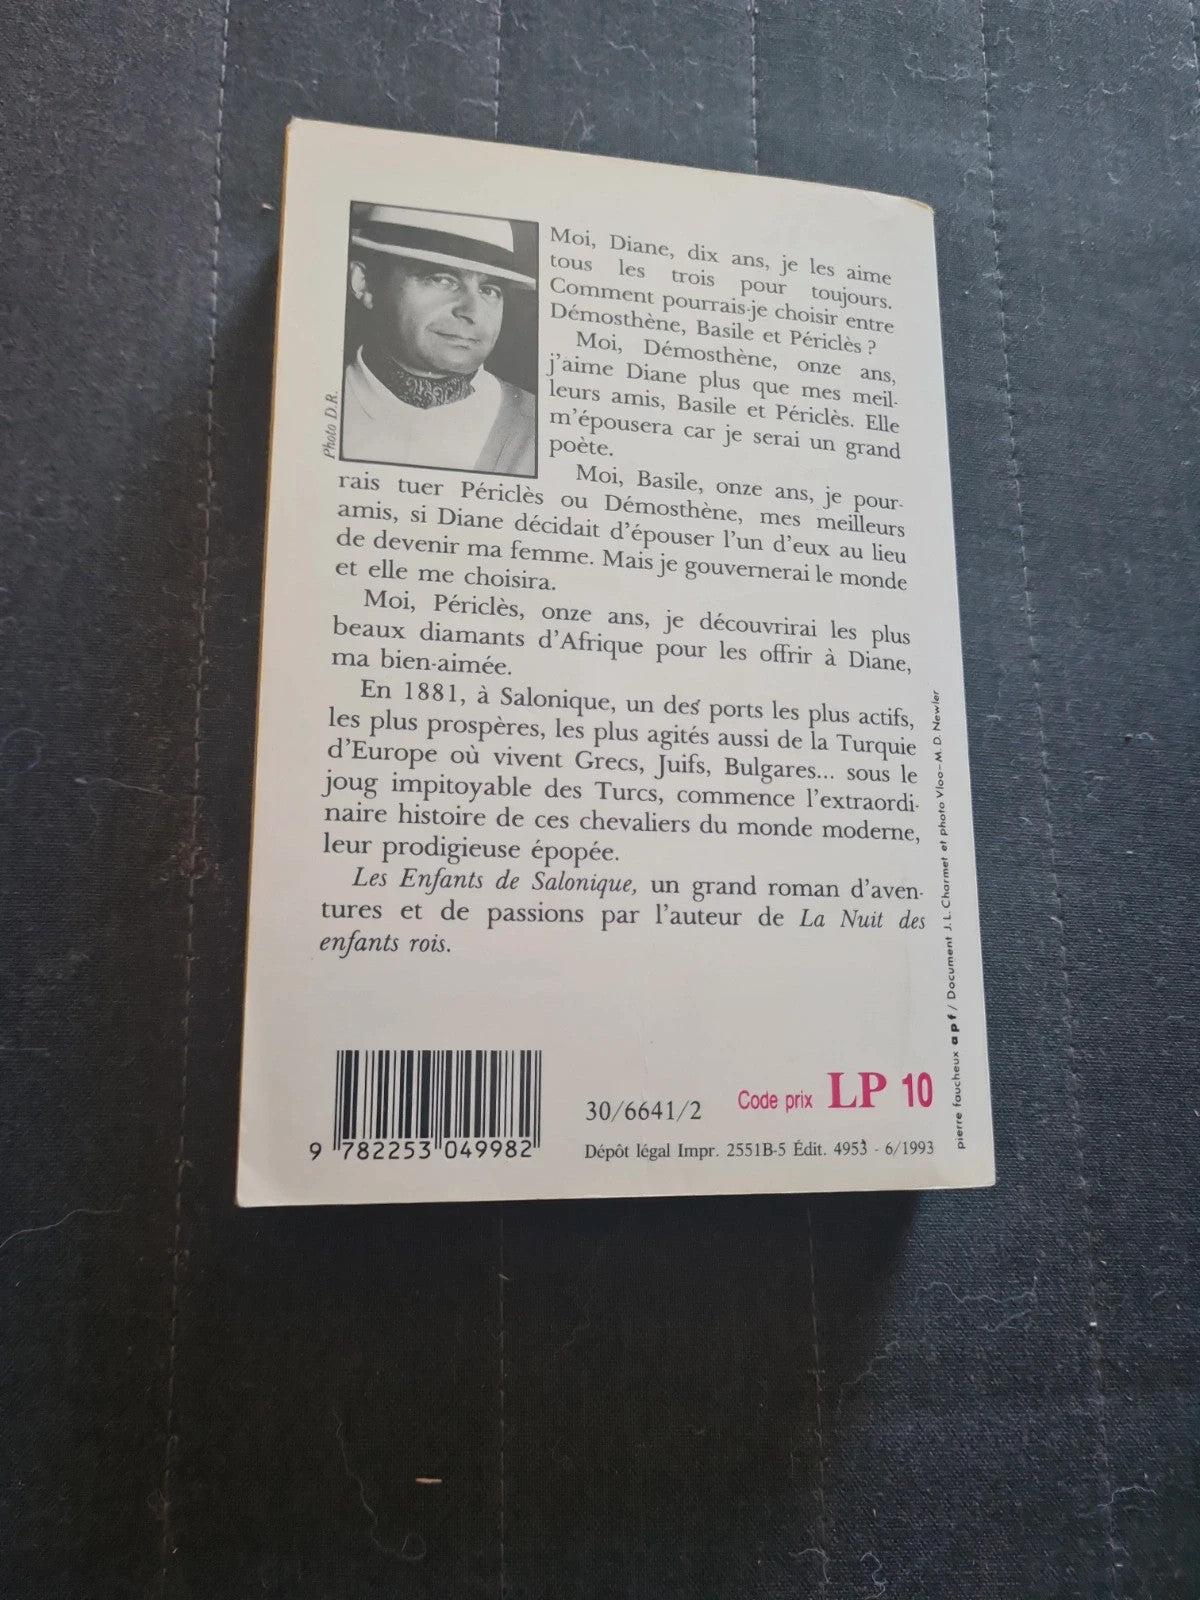 Moi, Diane, dix ans, je les aime
tous les trois pour toujours.
Comment pourrais-je choisir entre
Démosthène, Basile et Périclès ?
Moi, Démosthène, onze ans,
j'aime Diane plus que mes meil-
leurs amis, Basile et Périclès. Elle
m'épousera car je serai un grand
poète.
Photo D.R.
Moi, Basile, onze ans, je pour-
rais tuer Périclès ou Démosthène, mes meilleurs
amis, si Diane décidait d'épouser l'un d'eux au lieu
de devenir ma femme. Mais je gouvernerai le monde
et elle me choisira.
Moi, Périclès, onze ans, je découvrirai les plus
beaux diamants d'Afrique pour les offrir à Diane,
ma bien-aimée.
En 1881, à Salonique, un des ports les plus actifs,
les plus prospères, les plus agités aussi de la Turquie
d'Europe où vivent Grecs, Juifs, Bulgares... sous le
joug impitoyable des Turcs, commence l'extraordi-
naire histoire de ces chevaliers du monde moderne,
leur prodigieuse épopée.
Les Enfants de Salonique, un grand roman d'aven-
tures et de passions par l'auteur de La Nuit des
enfants rois.
pierre faucheux apf / Document J.L. Charmet et photo Vloo-M.D. Newler
9 782253 049982
30/6641/2
Code prix LP 10
Dépôt légal Impr. 2551B-5 Édit. 4953 - 6/1993